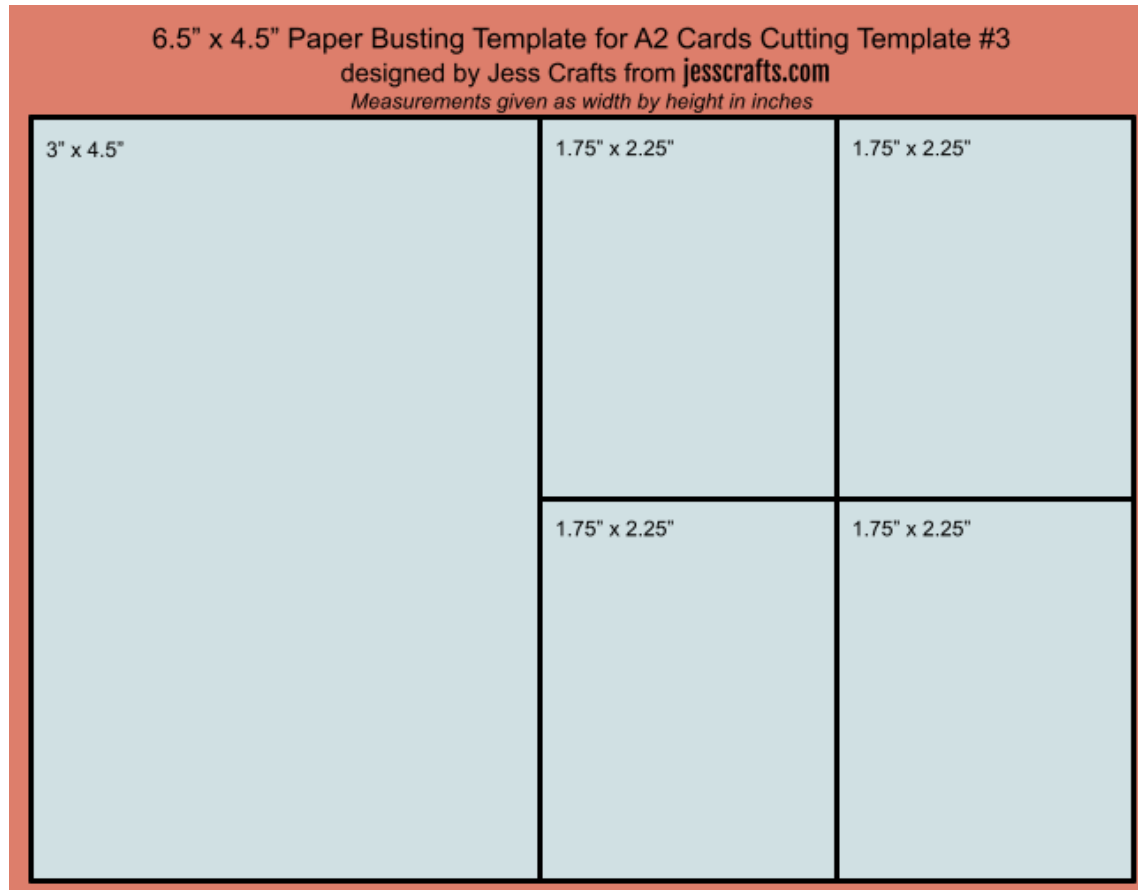 6.5” x 4.5” Paper Busting Template for A2 Cards Cutting Template #3
designed by Jess Crafts from jesscrafts.com
Measurements given as width by height in inches
3” x 4.5”
1.75” x 2.25”
1.75” x 2.25”
1.75” x 2.25”
1.75” x 2.25”